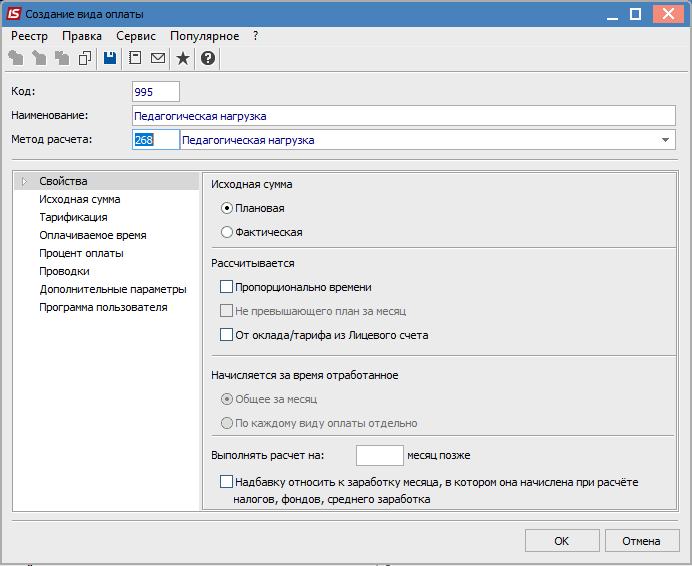 IS Создание вида оплаты
Реестр Правка Сервис Популярное ?
Код: 995
Наименование: Педагогическая нагрузка
Метод расчета: 268 Педагогическая нагрузка
Свойства
Исходная сумма
Тарификация
Оплачиваемое время
Процент оплаты
Проводки
Дополнительные параметры
Программа пользователя
Исходная сумма
Плановая
Фактическая
Рассчитывается
Пропорционально времени
Не превышающего план за месяц
От оклада/тарифа из Лицевого счета
Начисляется за время отработанное
Общее за месяц
По каждому виду оплаты отдельно
Выполнять расчет на: месяц позже
Надбавку относить к заработку месяца, в котором она начислена при расчёте
налогов, фондов, среднего заработка
OK Отмена